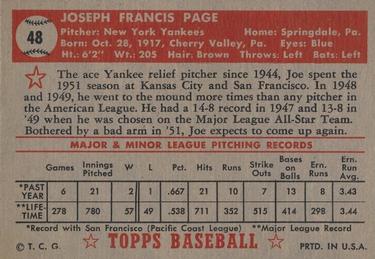 48
JOSEPH FRANCIS PAGE
Pitcher: New York Yankees Home: Springdale, Pa.
Born: Oct. 28, 1917, Cherry Valley, Pa. Eyes: Blue
Ht.: 6'2" Wt.: 205 Hair: Brown Throws: Left Bats: Left
The ace Yankee relief pitcher since 1944, Joe spent the
1951 season at Kansas City and San Francisco. In 1948
and 1949, he went to the mound more times than any pitcher in
the American League. He had a 14-8 record in 1947 and 13-8 in
'49 when he was chosen on the Major League All-Star Team.
Bothered by a bad arm in '51, Joe expects to come up again.
MAJOR & MINOR LEAGUE PITCHING RECORDS
Games Innings Pitched W L Pct. Hit Runs Strike Outs Bases on Balls Ern. Runs Ern. Run Avg.
*PAST YEAR 6 21 2 1 .667 21 10 7 13 8 3.43
**LIFE-TIME 278 780 57 49 .538 711 352 515 414 298 3.44
*Record with San Francisco (Pacific Coast League) **Major League Record
© T. C. G. TOPPS BASEBALL PRTD. IN U.S.A.